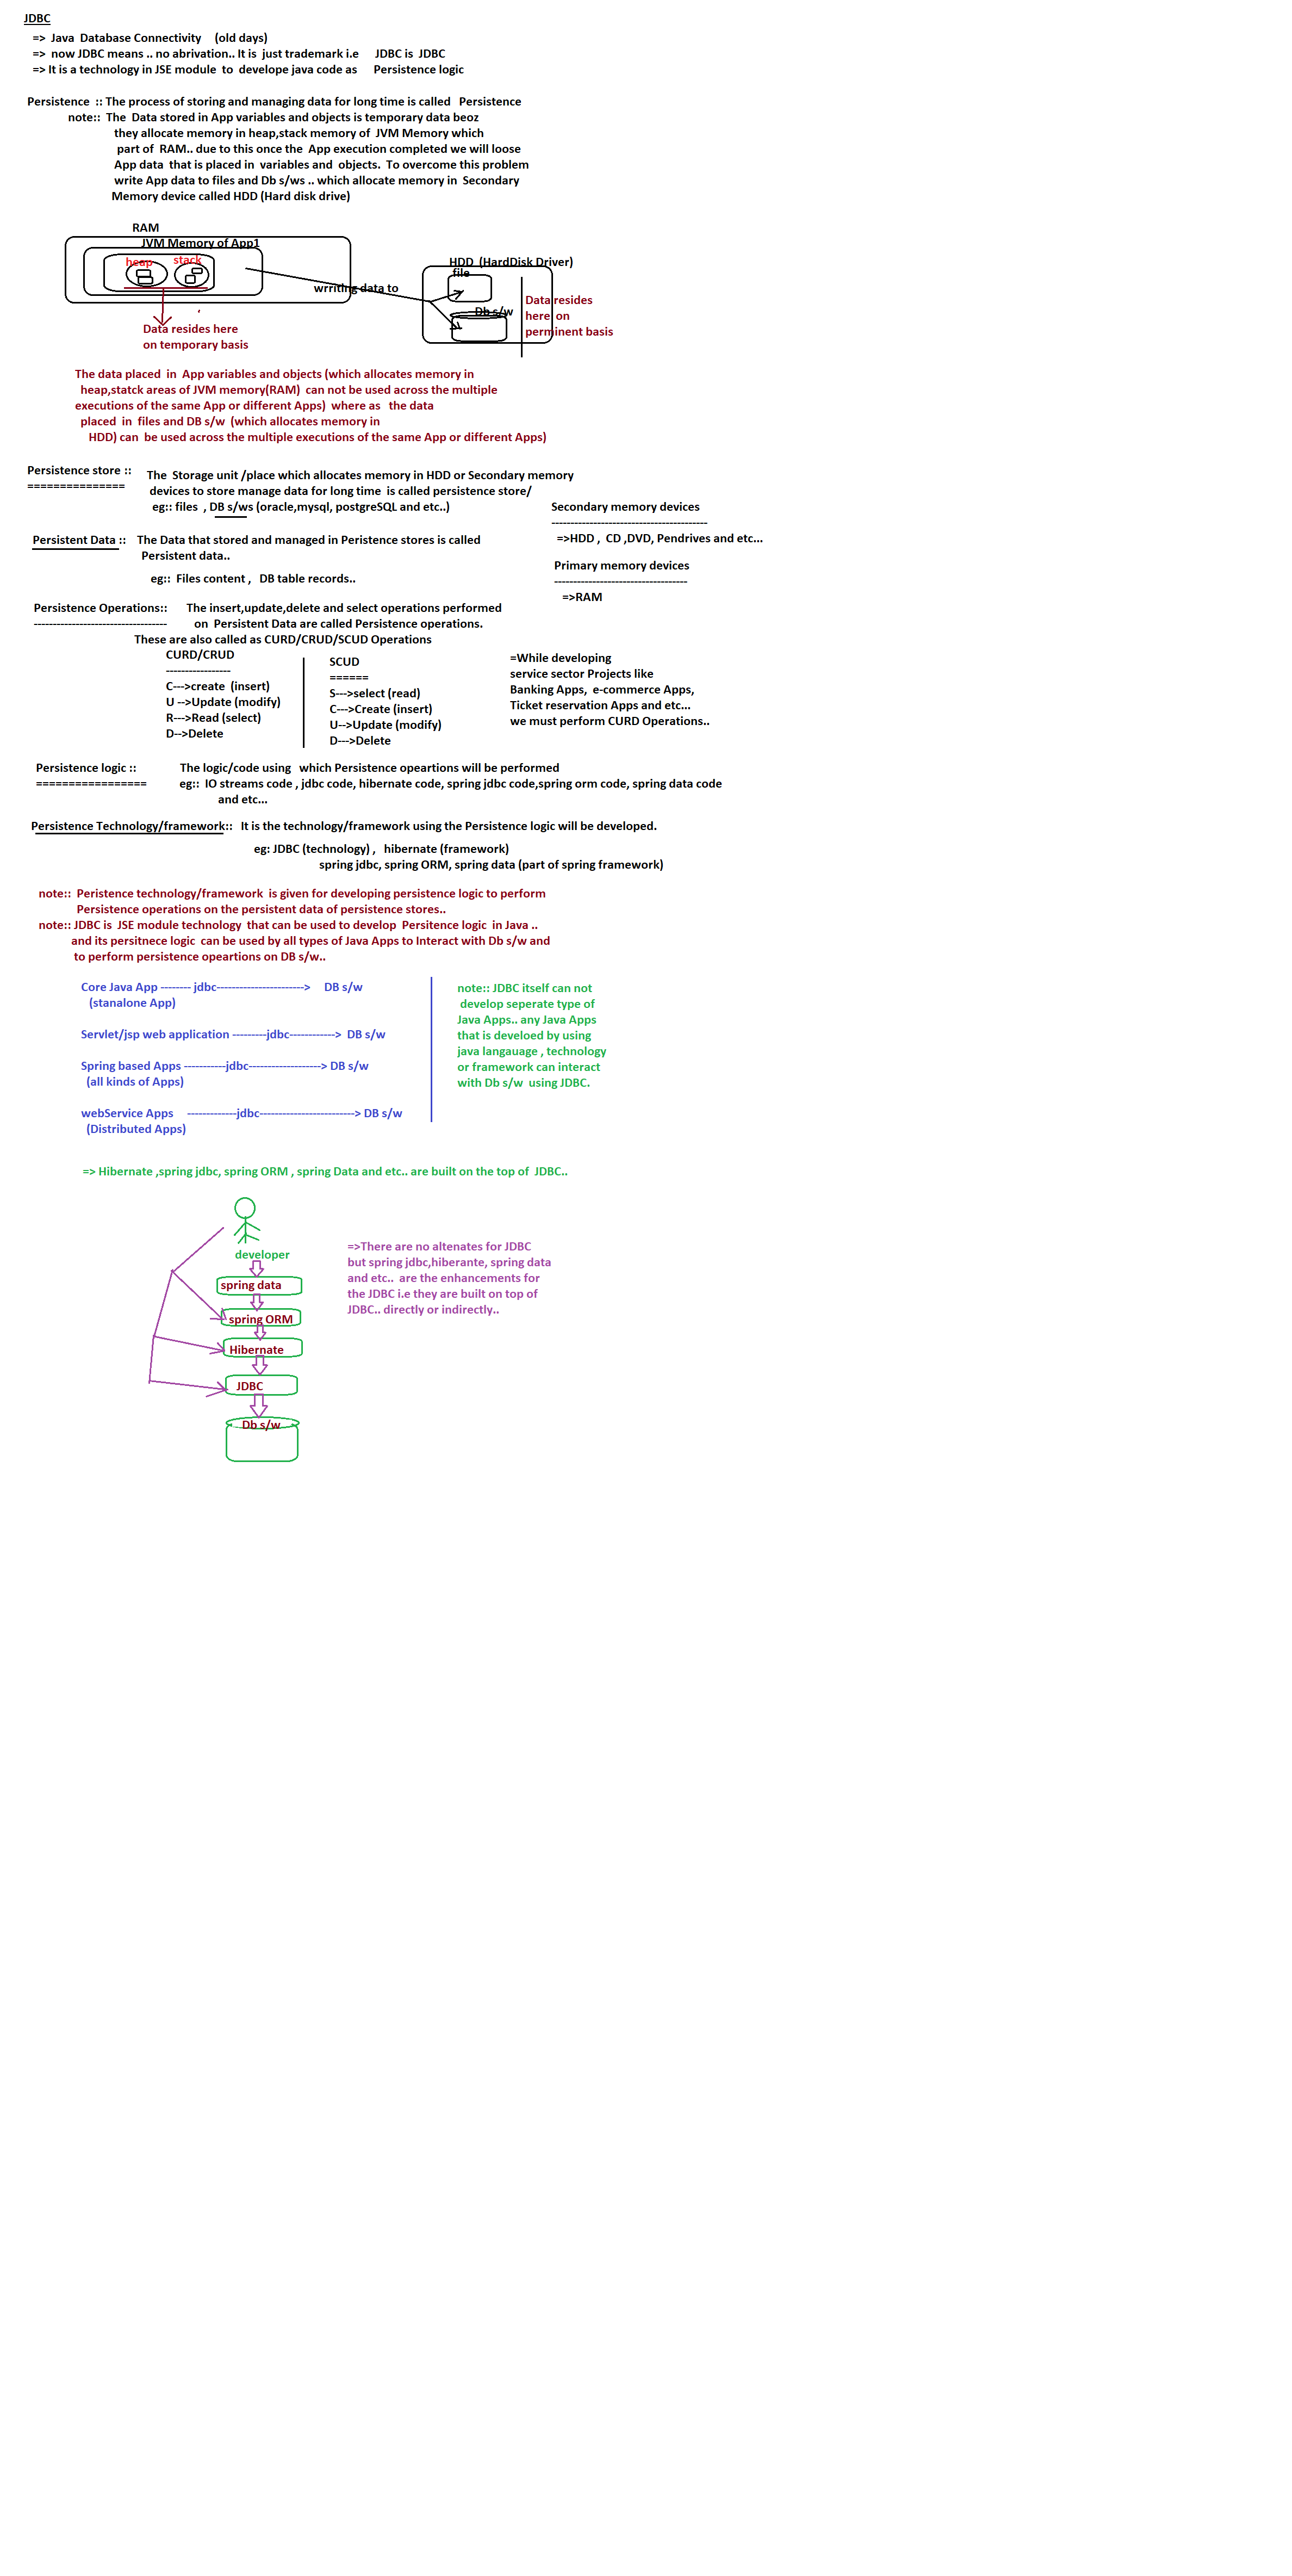 JDBC
=> Java Database Connectivity (old days)
=> now JDBC means .. no abrivation.. It is just trademark i.e JDBC is JDBC
=> It is a technology in JSE module to develope java code as Persistence logic
Persistence :: The process of storing and managing data for long time is called Persistence
note:: The Data stored in App variables and objects is temporary data beoz
they allocate memory in heap,stack memory of JVM Memory which
part of RAM.. due to this once the App execution completed we will loose
App data that is placed in variables and objects. To overcome this problem
write App data to files and Db s/ws .. which allocate memory in Secondary
Memory device called HDD (Hard disk drive)
RAM
JVM Memory of App1
heap stack
HDD (HardDisk Driver)
file
wrriting data to
Db s/w
Data resides
here on
perminent basis
Data resides here
on temporary basis
The data placed in App variables and objects (which allocates memory in
heap,statck areas of JVM memory(RAM) can not be used across the multiple
executions of the same App or different Apps) where as the data
placed in files and DB s/w (which allocates memory in
HDD) can be used across the multiple executions of the same App or different Apps)
Persistence store ::
===============
The Storage unit /place which allocates memory in HDD or Secondary memory
devices to store manage data for long time is called persistence store/
eg:: files , DB s/ws (oracle,mysql, postgreSQL and etc..)
Secondary memory devices
-----------------------------------------
=>HDD , CD ,DVD, Pendrives and etc...
Primary memory devices
-----------------------------------
=>RAM
Persistent Data :: The Data that stored and managed in Peristence stores is called
Persistent data..
eg:: Files content , DB table records..
Persistence Operations:: The insert,update,delete and select operations performed
-----------------------------------
on Persistent Data are called Persistence operations.
These are also called as CURD/CRUD/SCUD Operations
CURD/CRUD
-----------------
C--->create (insert)
U -->Update (modify)
R--->Read (select)
D-->Delete
SCUD
======
S--->select (read)
C--->Create (insert)
U-->Update (modify)
D--->Delete
=While developing
service sector Projects like
Banking Apps, e-commerce Apps,
Ticket reservation Apps and etc...
we must perform CURD Operations..
Persistence logic :: The logic/code using which Persistence opeartions will be performed
=================
eg:: IO streams code , jdbc code, hibernate code, spring jdbc code,spring orm code, spring data code
and etc...
Persistence Technology/framework:: It is the technology/framework using the Persistence logic will be developed.
eg: JDBC (technology) , hibernate (framework)
spring jdbc, spring ORM, spring data (part of spring framework)
note:: Peristence technology/framework is given for developing persistence logic to perform
Persistence operations on the persistent data of persistence stores..
note:: JDBC is JSE module technology that can be used to develop Persitence logic in Java ..
and its persitnece logic can be used by all types of Java Apps to Interact with Db s/w and
to perform persistence opeartions on DB s/w..
Core Java App -------- jdbc-----------------------> DB s/w
(stanalone App)
Servlet/jsp web application ---------jdbc------------> DB s/w
Spring based Apps -----------jdbc-------------------> DB s/w
(all kinds of Apps)
webService Apps -------------jdbc-------------------------> DB s/w
(Distributed Apps)
note:: JDBC itself can not
develop seperate type of
Java Apps.. any Java Apps
that is develoed by using
java langauage , technology
or framework can interact
with Db s/w using JDBC.
=> Hibernate ,spring jdbc, spring ORM , spring Data and etc.. are built on the top of JDBC..
developer
spring data
spring ORM
Hibernate
JDBC
Db s/w
=>There are no altenates for JDBC
but spring jdbc,hiberante, spring data
and etc.. are the enhancements for
the JDBC i.e they are built on top of
JDBC.. directly or indirectly..